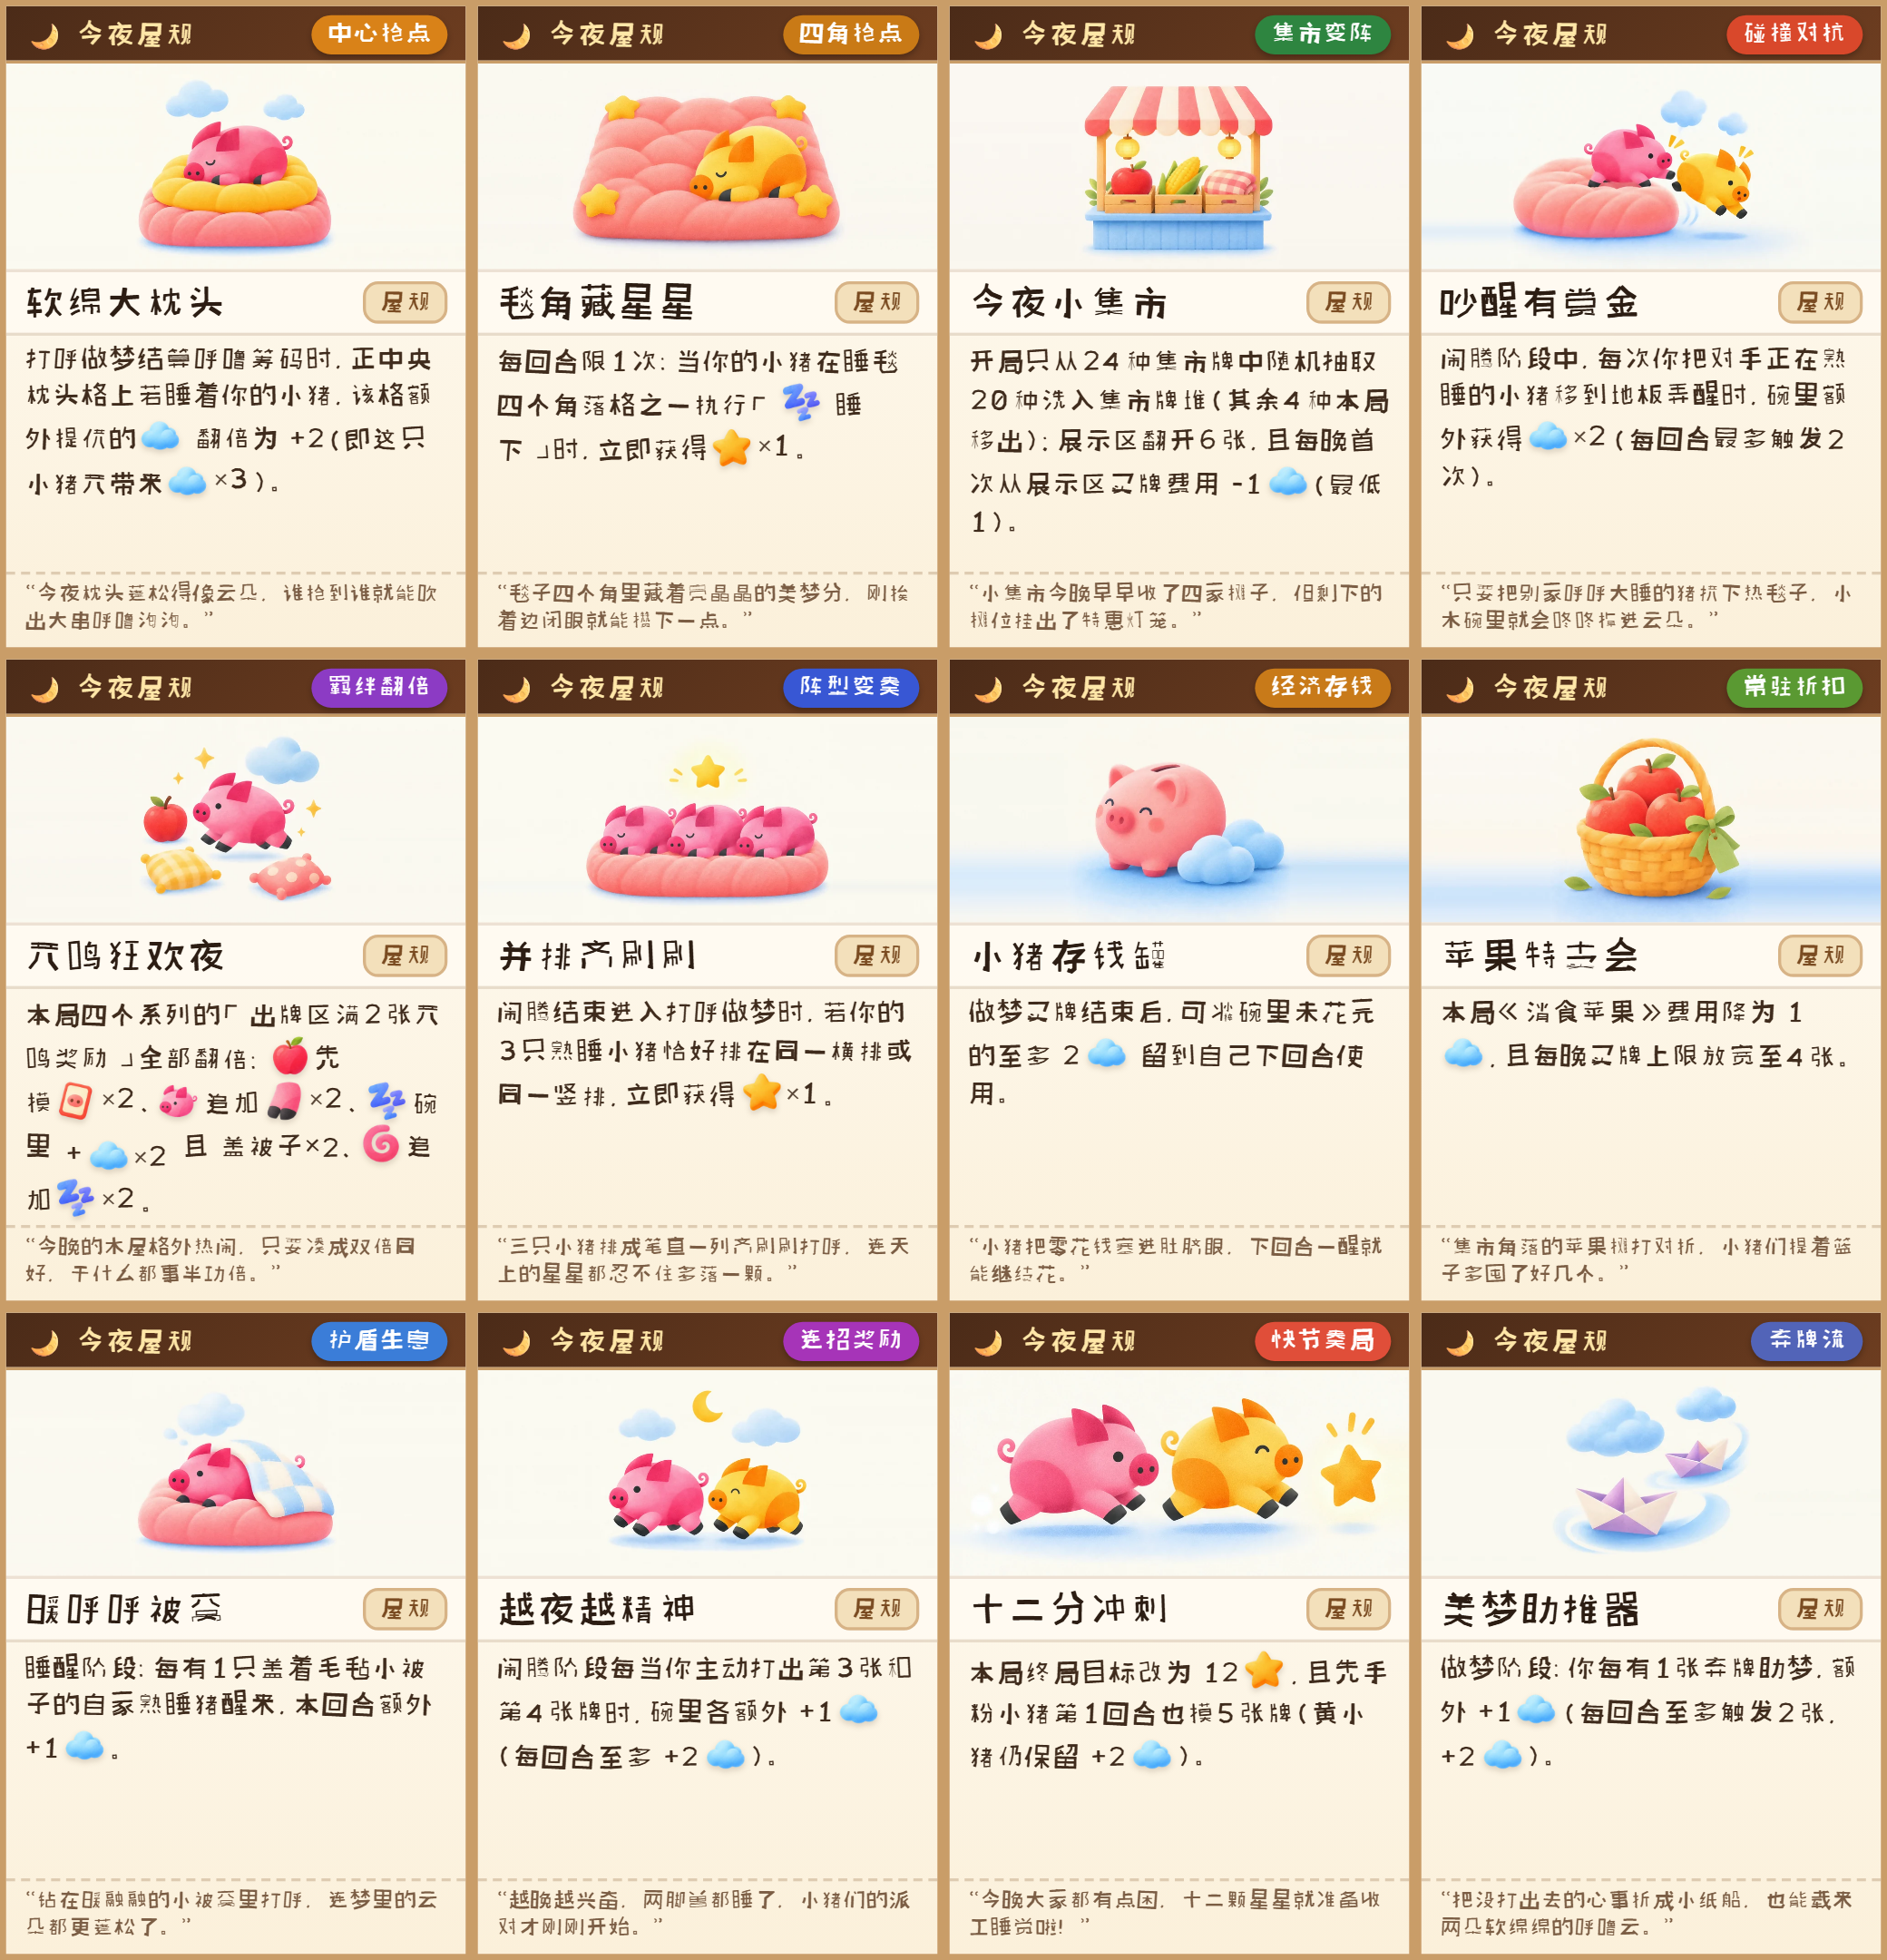 今夜屋规
中心抢点
软绵大枕头
屋规
打呼做梦结算呼噜筹码时，正中央
枕头格上若睡着你的小猪，该格额
外提供的 翻倍为 +2(即这只
小猪共带来 ×3)。
“今夜枕头蓬松得像云朵，谁抢到谁就能吹
出大串呼噜泡泡。”
今夜屋规
四角抢点
毯角藏星星
屋规
每回合限1次：当你的小猪在睡毯
四个角落格之一执行「 睡
下」时，立即获得 ×1。
“毯子四个角里藏着亮晶晶的美梦分，刚挨
着边闭眼就能攒下一点。”
今夜屋规
集市变阵
今夜小集市
屋规
开局只从24种集市牌中随机抽取
20种洗入集市牌堆(其余4种本局
移出)；展示区翻开6张，且每晚首
次从展示区买牌费用 -1 (最低
1)。
“小集市今晚早早收了四家摊子，但剩下的
摊位挂出了特惠灯笼。”
今夜屋规
碰撞对抗
吵醒有赏金
屋规
闹腾阶段中，每次你把对手正在熟
睡的小猪移到地板弄醒时，碗里额
外获得 ×2(每回合最多触发2
次)。
“只要把别家呼呼大睡的猪拱下热毯子，小
木碗里就会咚咚掉进云朵。”
今夜屋规
羁绊翻倍
共鸣狂欢夜
屋规
本局四个系列的「出牌区满2张共
鸣奖励」全部翻倍： 先
摸 ×2、 追加 ×2、 碗
里 + ×2 且 盖被子×2、 追
加 ×2。
“今晚的木屋格外热闹，只要凑成双倍同
好，干什么都事半功倍。”
今夜屋规
阵型变奏
并排齐刷刷
屋规
闹腾结束进入打呼做梦时，若你的
3只熟睡小猪恰好排在同一横排或
同一竖排，立即获得 ×1。
“三只小猪排成笔直一列齐刷刷打呼，连天
上的星星都忍不住多落一颗。”
今夜屋规
经济存钱
小猪存钱罐
屋规
做梦买牌结束后，可将碗里未花完
的至多 2 留到自己下回合使
用。
“小猪把零花钱塞进肚脐眼，下回合一醒就
能继续花。”
今夜屋规
常驻折扣
苹果特卖会
屋规
本局《消食苹果》费用降为 1
，且每晚买牌上限放宽至4张。
“集市角落的苹果摊打对折，小猪们提着篮
子多囤了好几个。”
今夜屋规
护盾生息
暖呼呼被窝
屋规
睡醒阶段：每有1只盖着毛毡小被
子的自家熟睡猪醒来，本回合额外
+1 。
“钻在暖融融的小被窝里打呼，连梦里的云
朵都更蓬松了。”
今夜屋规
连招奖励
越夜越精神
屋规
闹腾阶段每当你主动打出第3张和
第4张牌时，碗里各额外 +1
(每回合至多 +2 )。
“越晚越兴奋，两脚兽都睡了，小猪们的派
对才刚刚开始。”
今夜屋规
快节奏局
十二分冲刺
屋规
本局终局目标改为 12 ，且先手
粉小猪第1回合也摸5张牌(黄小
猪仍保留 +2 )。
“今晚大家都有点困，十二颗星星就准备收
工睡觉啦！”
今夜屋规
弃牌流
美梦助推器
屋规
做梦阶段：你每有1张弃牌助梦，额
外 +1 (每回合至多触发2张，
+2 )。
“把没打出去的心事折成小纸船，也能载来
两朵软绵绵的呼噜云。”